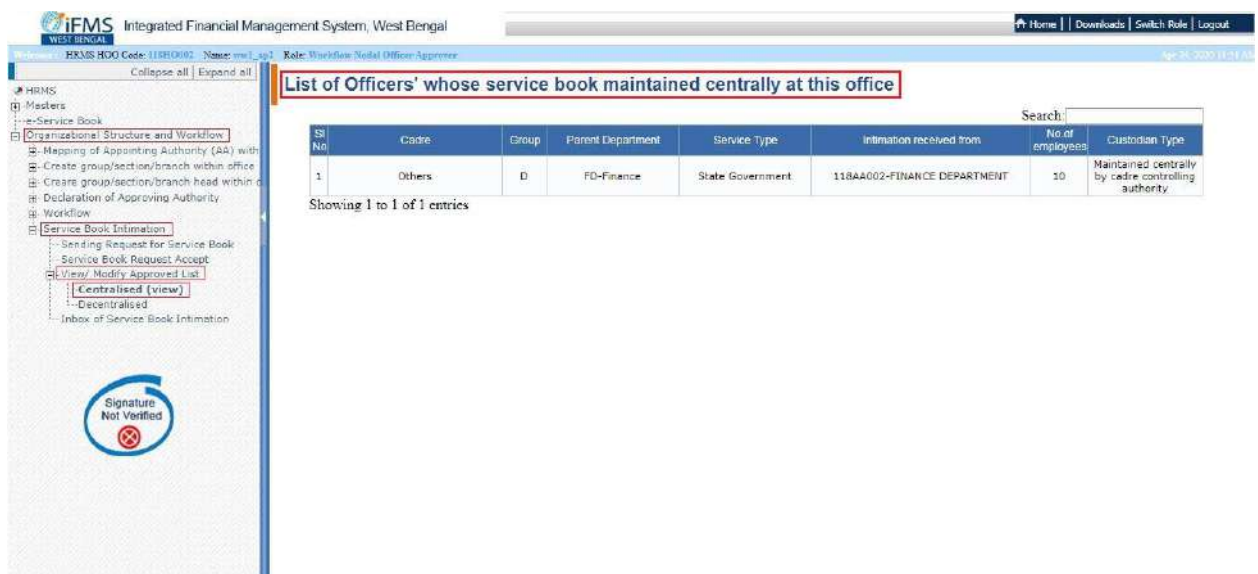 iFMS
WEST BENGAL
Integrated Financial Management System, West Bengal
Home | | Downloads | Switch Role | Logout
HRMS HOO Code: 118HO002 Name: Role: Workflow Nodal Officer Approver
Collapse all | Expand all
HRMS
Masters
e-Service Book
Organizational Structure and Workflow
Mapping of Appointing Authority (AA) with
Create group/section/branch within office
Create group/section/branch head within
Declaration of Approving Authority
Workflow
Service Book Intimation
Sending Request for Service Book
Service Book Request Accept
View/ Modify Approved List
Centralised (view)
Decentralised
Inbox of Service Book Intimation
Signature
Not Verified
List of Officers' whose service book maintained centrally at this office
Search:
Sl No Cadre Group Parent Department Service Type Intimation received from No.of employees Custodian Type
1 Others D FD-Finance State Government 118AA002-FINANCE DEPARTMENT 10 Maintained centrally by cadre controlling authority
Showing 1 to 1 of 1 entries